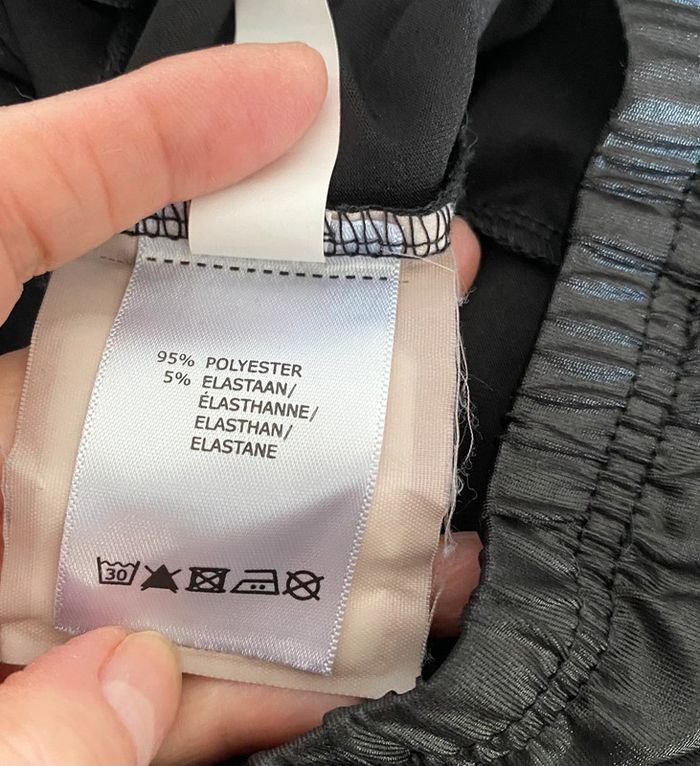 95% POLYESTER
5% ELASTAAN/
ÉLASTHANNE/
ELASTHAN/
ELASTANE
30